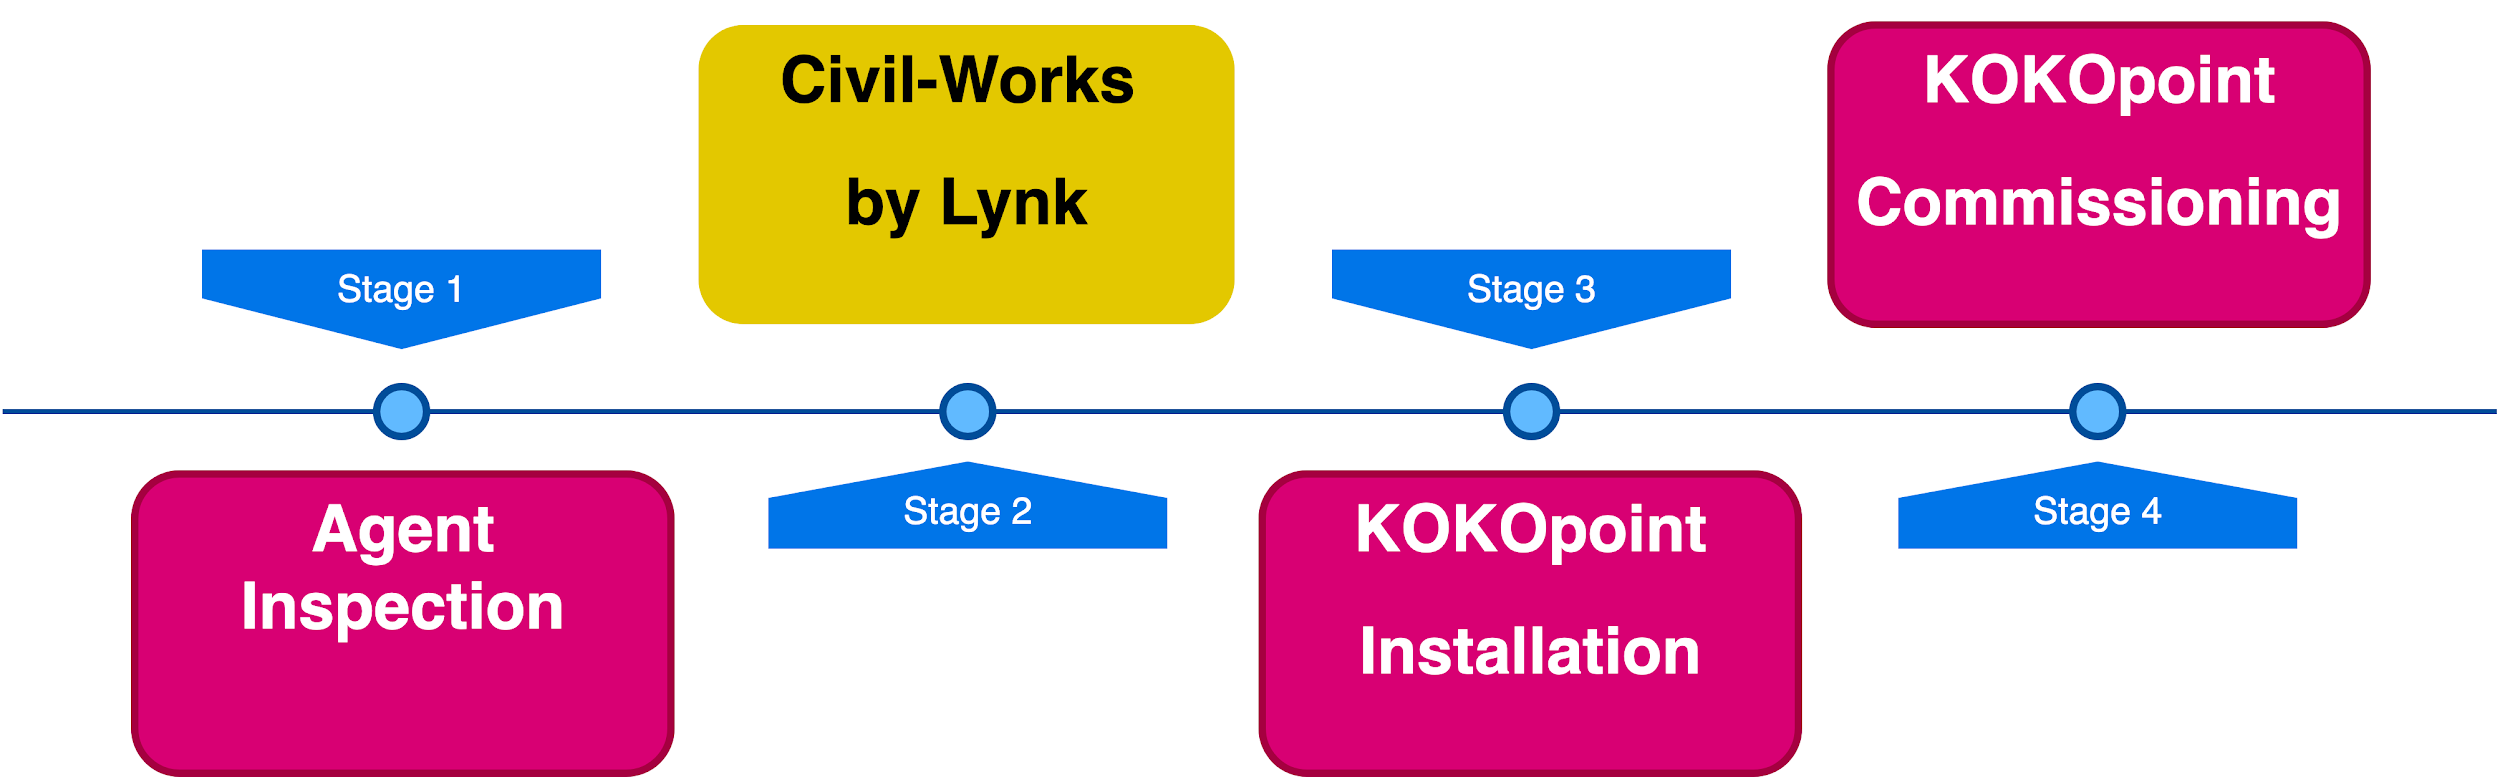 Stage 1
Agent
Inspection
Civil-Works
by Lynk
Stage 2
Stage 3
KOKOpoint
Installation
KOKOpoint
Commissioning
Stage 4